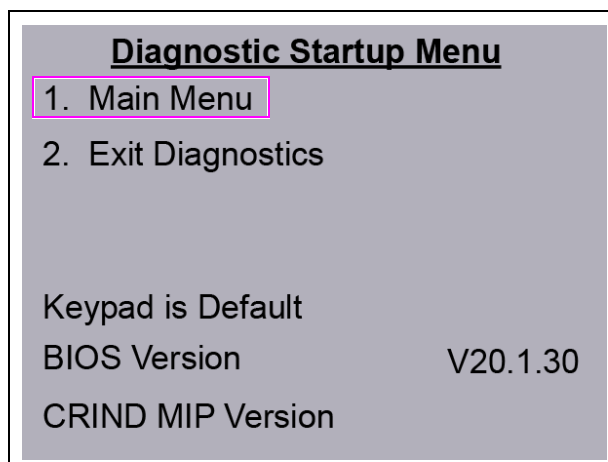 Diagnostic Startup Menu
1. Main Menu
2. Exit Diagnostics
Keypad is Default
BIOS Version V20.1.30
CRIND MIP Version